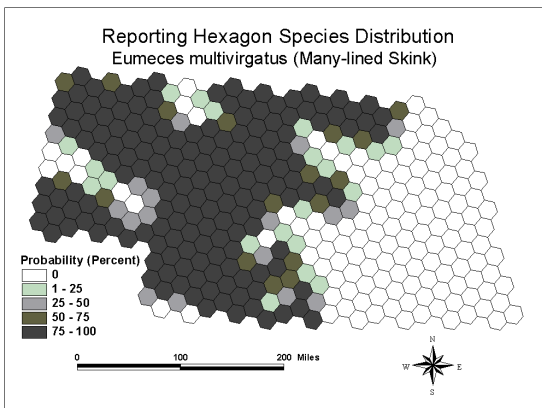 Reporting Hexagon Species Distribution
Eumeces multivirgatus (Many-lined Skink)
Probability (Percent)
0
1 - 25
25 - 50
50 - 75
75 - 100
0 100 200 Miles
N
W E
S